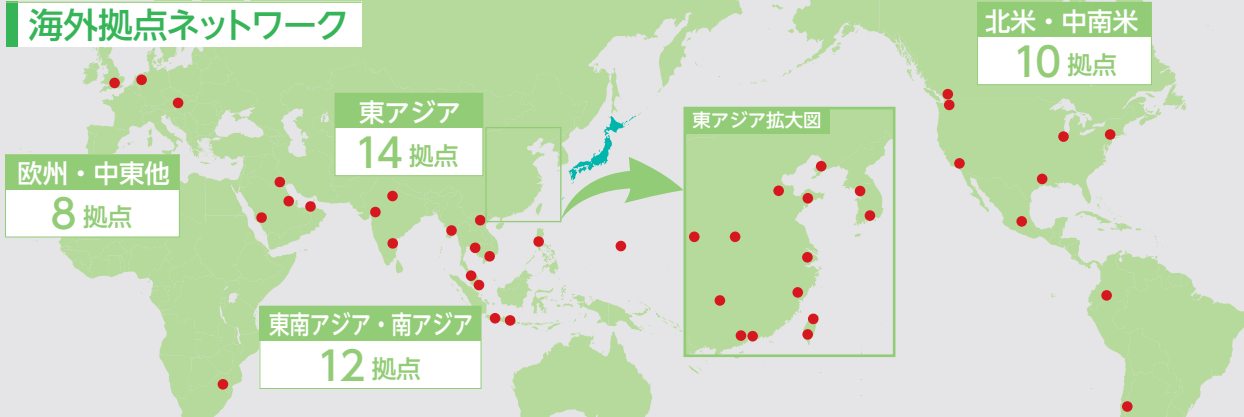 海外拠点ネットワーク
北米・中南米
10 拠点
東アジア
14 拠点
東アジア拡大図
欧州・中東他
8 拠点
東南アジア・南アジア
12 拠点